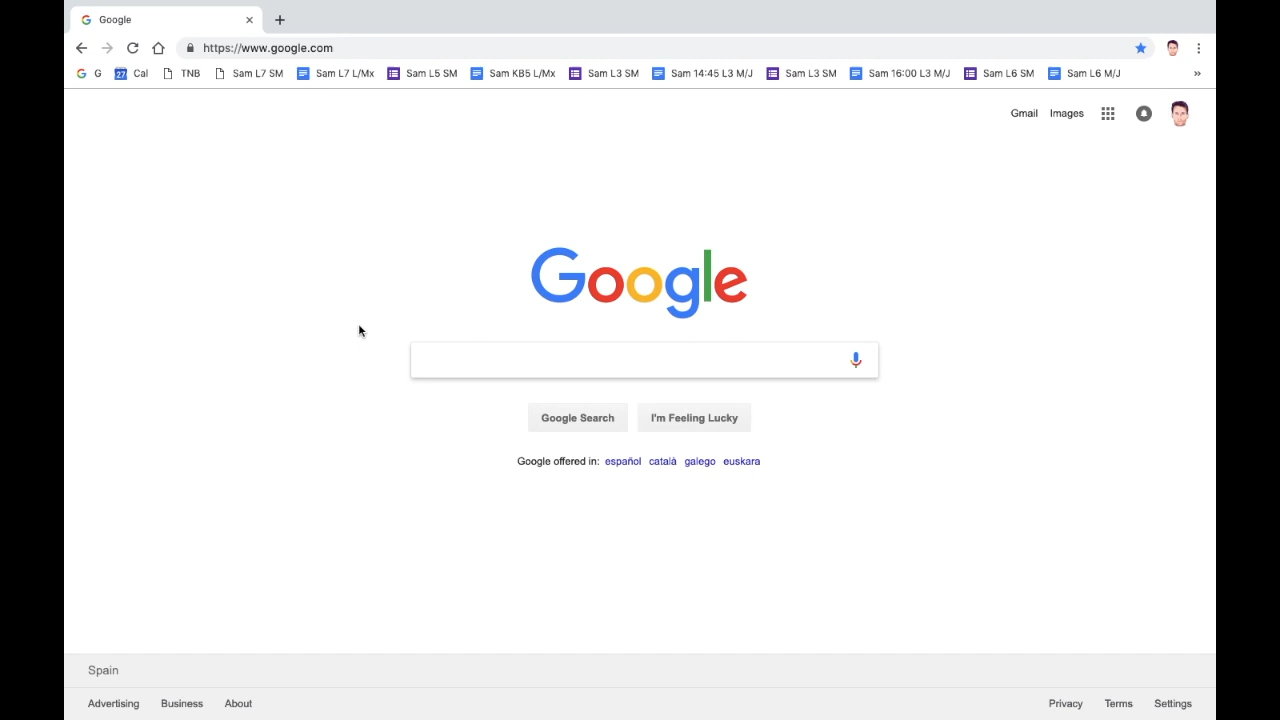 Google
https://www.google.com
G Cal TNB Sam L7 SM Sam L7 L/Mx Sam L5 SM Sam KB5 L/Mx Sam L3 SM Sam 14:45 L3 M/J Sam L3 SM Sam 16:00 L3 M/J Sam L6 SM Sam L6 M/J »
27
Gmail Images
Google
Google Search I'm Feeling Lucky
Google offered in: español català galego euskara
Spain
Advertising Business About Privacy Terms Settings